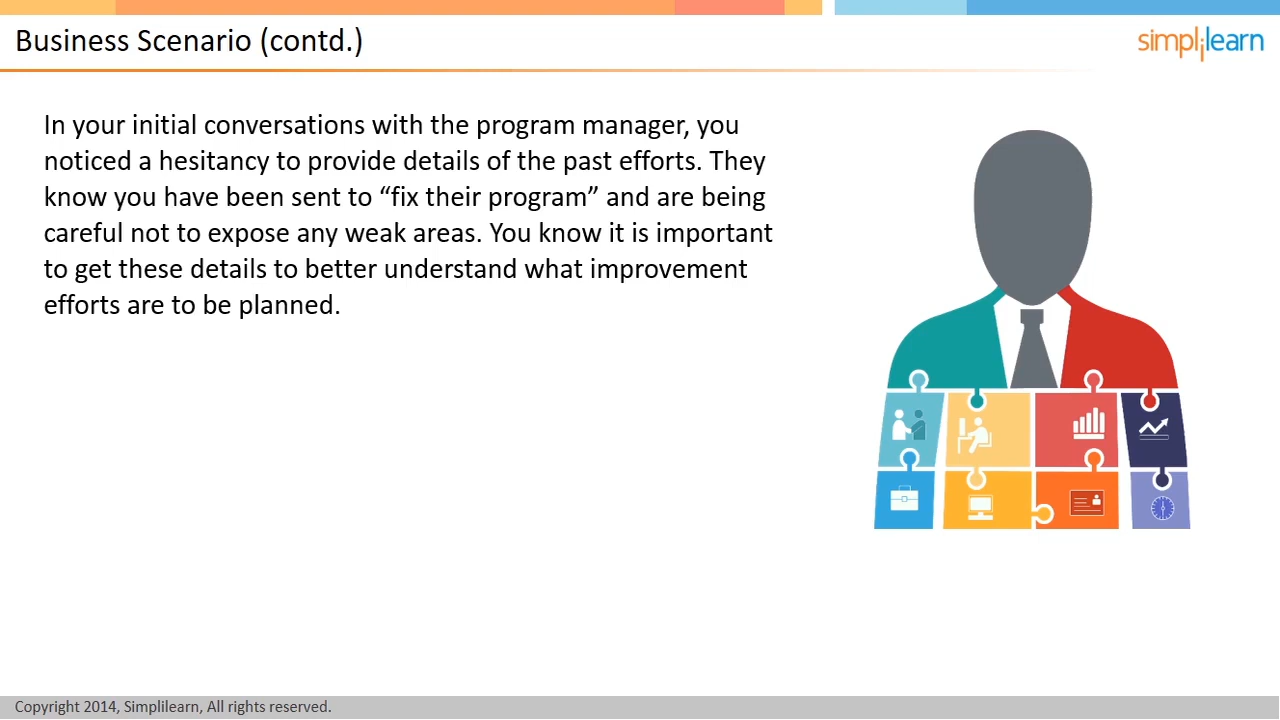 Business Scenario (contd.)
simplilearn
In your initial conversations with the program manager, you
noticed a hesitancy to provide details of the past efforts. They
know you have been sent to “fix their program” and are being
careful not to expose any weak areas. You know it is important
to get these details to better understand what improvement
efforts are to be planned.
Copyright 2014, Simplilearn, All rights reserved.